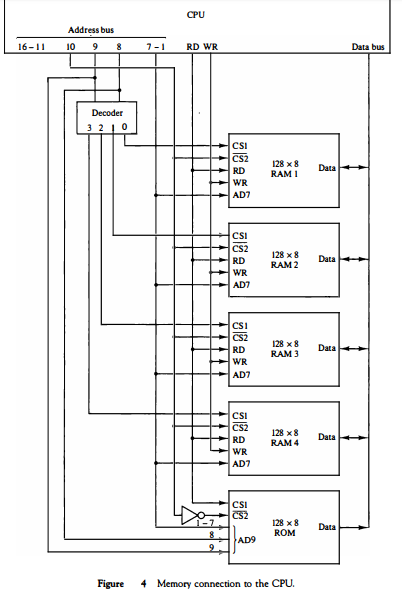 CPU
Address bus
16 – 11 10 9 8 7 – 1 RD WR Data bus
Decoder
3 2 1 0
CS1
CS2
RD
WR
AD7
128 × 8
RAM 1
Data
CS1
CS2
RD
WR
AD7
128 × 8
RAM 2
Data
CS1
CS2
RD
WR
AD7
128 × 8
RAM 3
Data
CS1
CS2
RD
WR
AD7
128 × 8
RAM 4
Data
CS1
CS2
1 – 7
8
9
AD9
128 × 8
ROM
Data
Figure 4 Memory connection to the CPU.